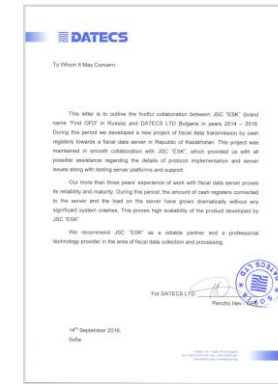 DATECS
To Whom It May Concern:
This letter is to outline the fruitful collaboration between JSC "ESK" (brand
name "First OFD" in Russia) and DATECS LTD Bulgaria in years 2014 – 2018.
During this period we developed a new project of fiscal data transmission by cash
registers towards a fiscal data server in Republic of Kazakhstan. This project was
maintained in smooth collaboration with JSC "ESK", which provided us with all
possible assistance regarding the details of protocol implementation and server
issues along with testing server platforms and support.
Our more than three years' experience of work with fiscal data server proves
its reliability and maturity. During this period, the amount of cash registers connected
to the server and the load on the server have grown dramatically without any
significant system crashes. This proves high scalability of the product developed by
JSC "ESK".
We recommend JSC "ESK" as a reliable partner and a professional
technology provider in the area of fiscal data collection and processing.
For DATECS LTD
Pencho Iliev -
14th September 2018,
Sofia